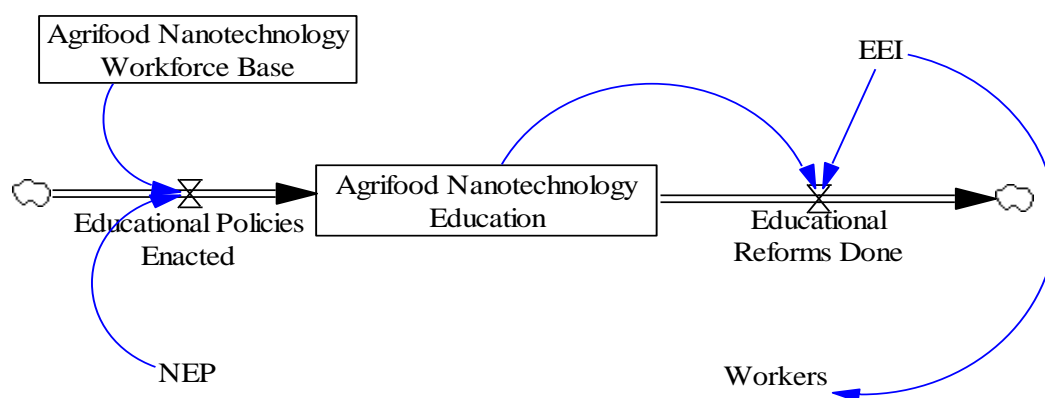 Agrifood Nanotechnology
Workforce Base
EEI
Agrifood Nanotechnology
Education
Educational Policies
Enacted
Educational
Reforms Done
NEP
Workers